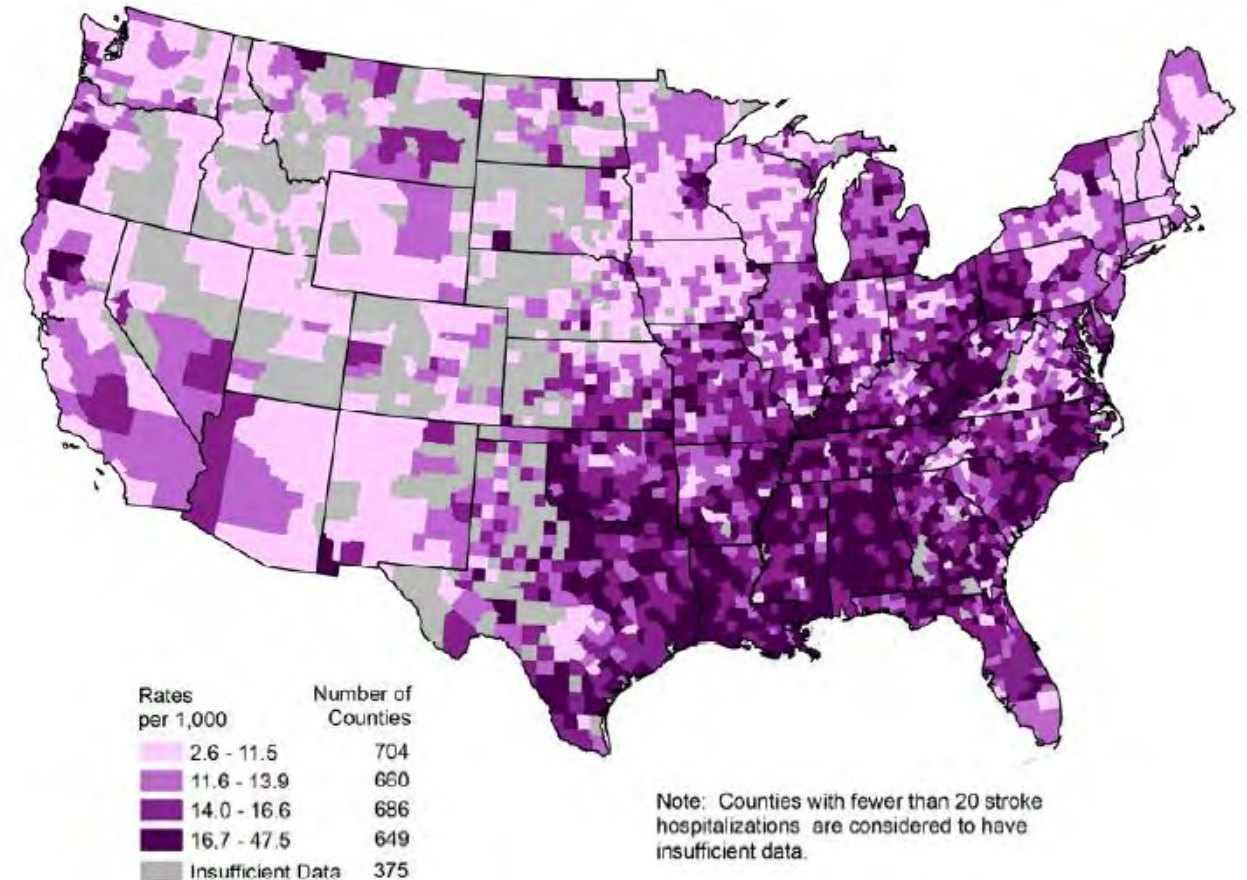 Rates Number of
per 1,000 Counties
2.6 - 11.5 704
11.6 - 13.9 660
14.0 - 16.6 686
16.7 - 47.5 649
Insufficient Data 375
Note: Counties with fewer than 20 stroke
hospitalizations are considered to have
insufficient data.